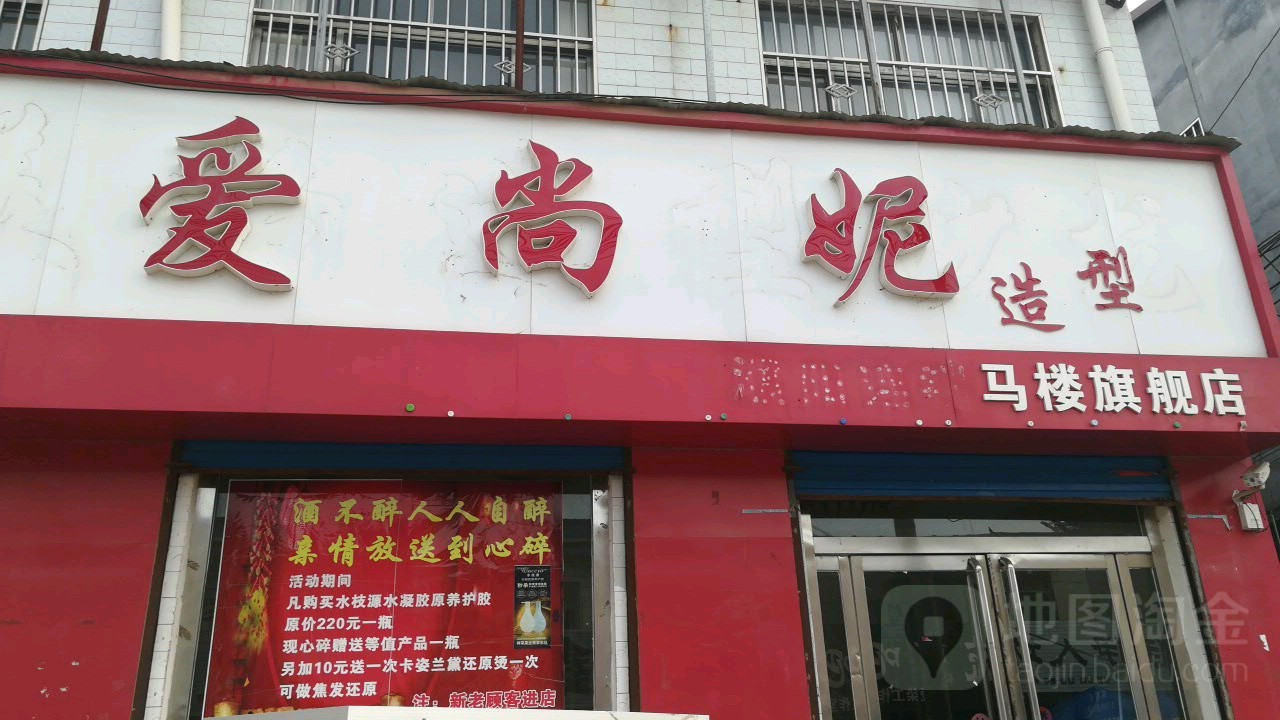 爱尚妮造型
马楼旗舰店
酒不醉人人自醉
亲情放送到心碎
活动期间
凡购买水枝源水凝胶原养护胶
原价220元一瓶
现心碎赠送等值产品一瓶
另加10元送一次卡姿兰黛还原烫一次
可做焦发还原
注：新老顾客进店
地图淘金
taojin.baidu.com